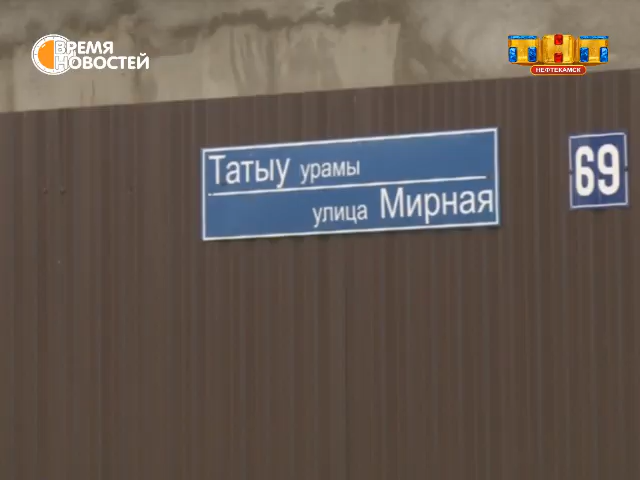 ВРЕМЯ
НОВОСТЕЙ
ТНТ
НЕФТЕКАМСК
Татыу урамы
улица Мирная
69